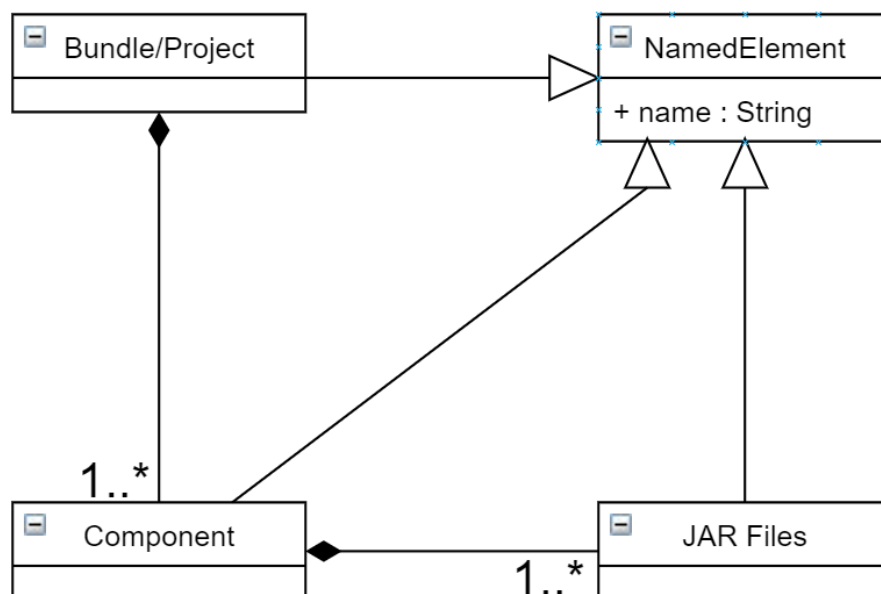 Bundle/Project
NamedElement
+ name : String
1..*
Component
JAR Files
1..*